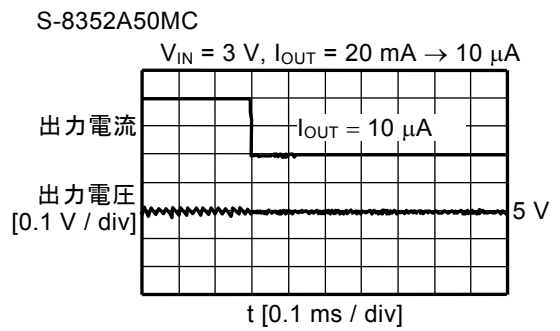 S-8352A50MC
V_IN = 3 V, I_OUT = 20 mA → 10 μA
出力電流
I_OUT = 10 μA
出力電圧
[0.1 V / div]
5 V
t [0.1 ms / div]